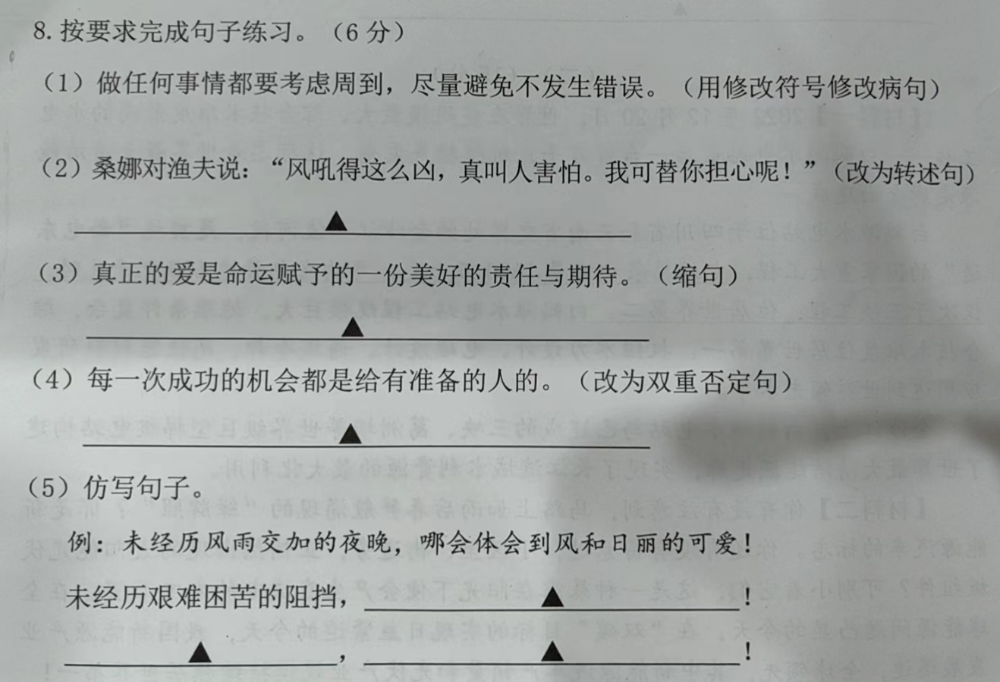 8. 按要求完成句子练习。（6 分）
（1）做任何事情都要考虑周到，尽量避免不发生错误。（用修改符号修改病句）
（2）桑娜对渔夫说：“风吼得这么凶，真叫人害怕。我可替你担心呢！”（改为转述句）
▲
（3）真正的爱是命运赋予的一份美好的责任与期待。（缩句）
▲
（4）每一次成功的机会都是给有准备的人的。（改为双重否定句）
▲
（5）仿写句子。
例：未经历风雨交加的夜晚，哪会体会到风和日丽的可爱！
未经历艰难困苦的阻挡，▲！
▲，▲！